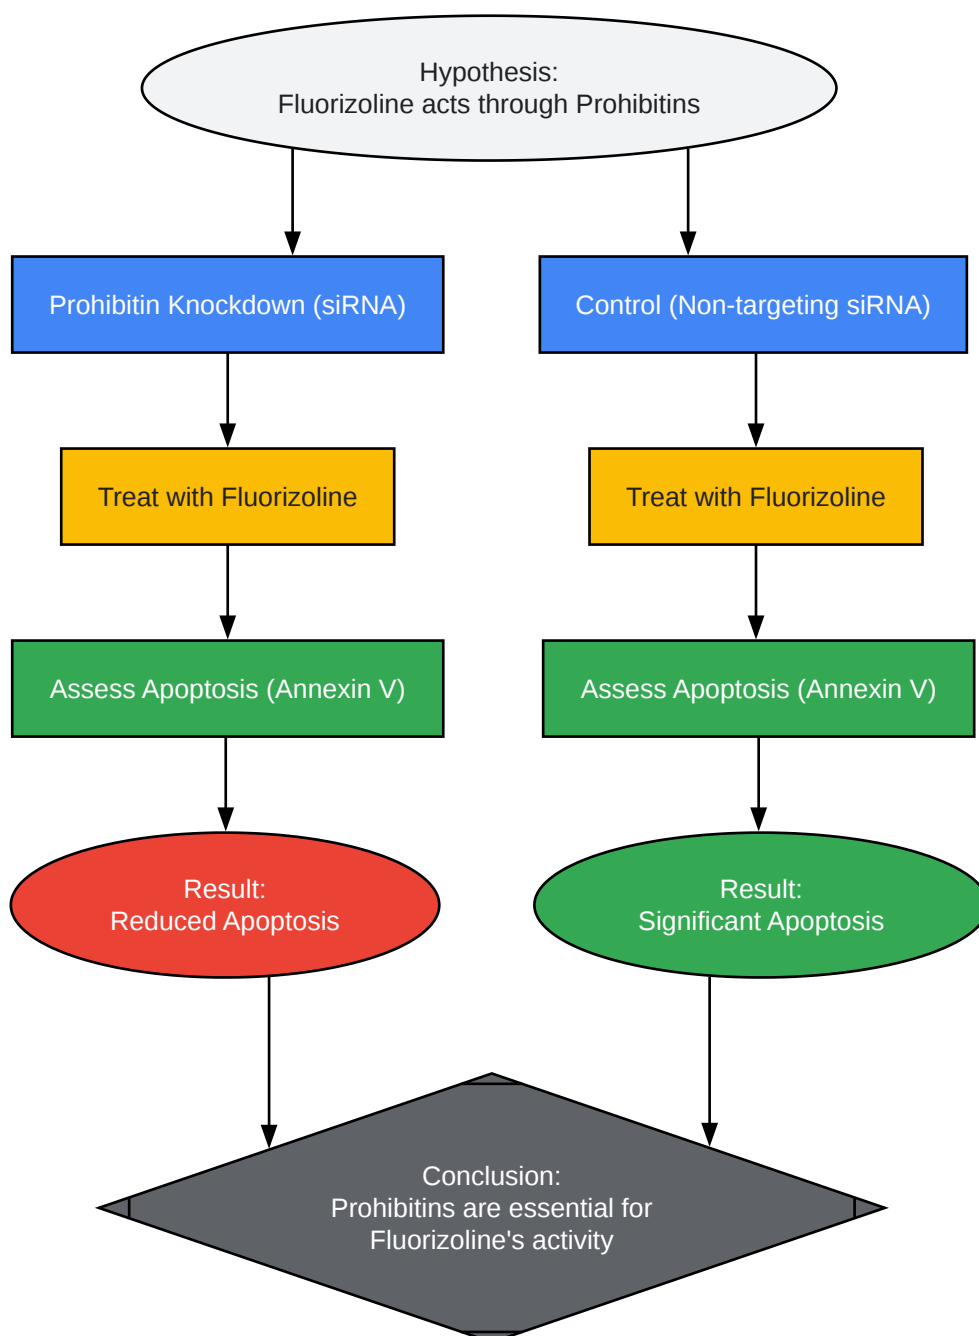 Hypothesis:
Fluorizoline acts through Prohibitins
Prohibitin Knockdown (siRNA)
Control (Non-targeting siRNA)
Treat with Fluorizoline
Treat with Fluorizoline
Assess Apoptosis (Annexin V)
Assess Apoptosis (Annexin V)
Result:
Reduced Apoptosis
Result:
Significant Apoptosis
Conclusion:
Prohibitins are essential for
Fluorizoline's activity